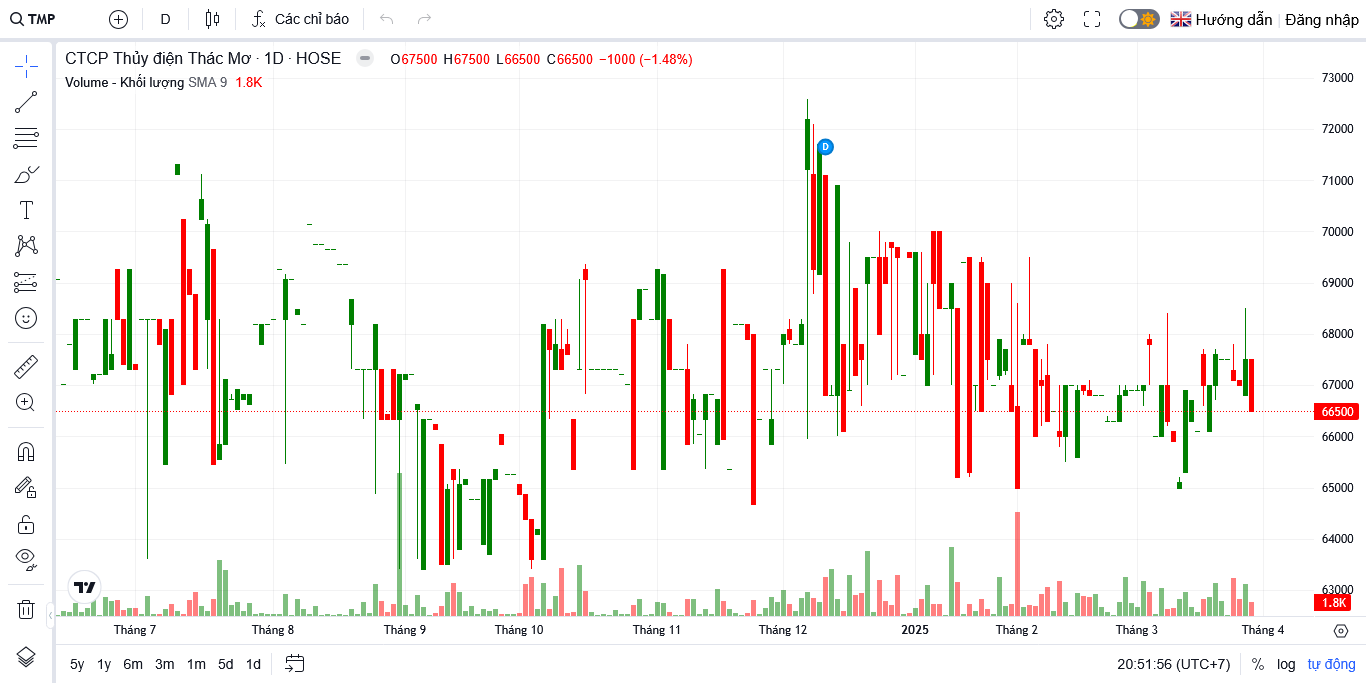 TMP D Các chỉ báo Hướng dẫn Đăng nhập
CTCP Thủy điện Thác Mơ · 1D · HOSE O67500 H67500 L66500 C66500 −1000 (−1.48%)
Volume - Khối lượng SMA 9 1.8K
73000
72000
D
71000
70000
69000
68000
67000
66500
66000
65000
64000
63000
1.8K
Tháng 7 Tháng 8 Tháng 9 Tháng 10 Tháng 11 Tháng 12 2025 Tháng 2 Tháng 3 Tháng 4
5y 1y 6m 3m 1m 5d 1d 20:51:56 (UTC+7) % log tự động